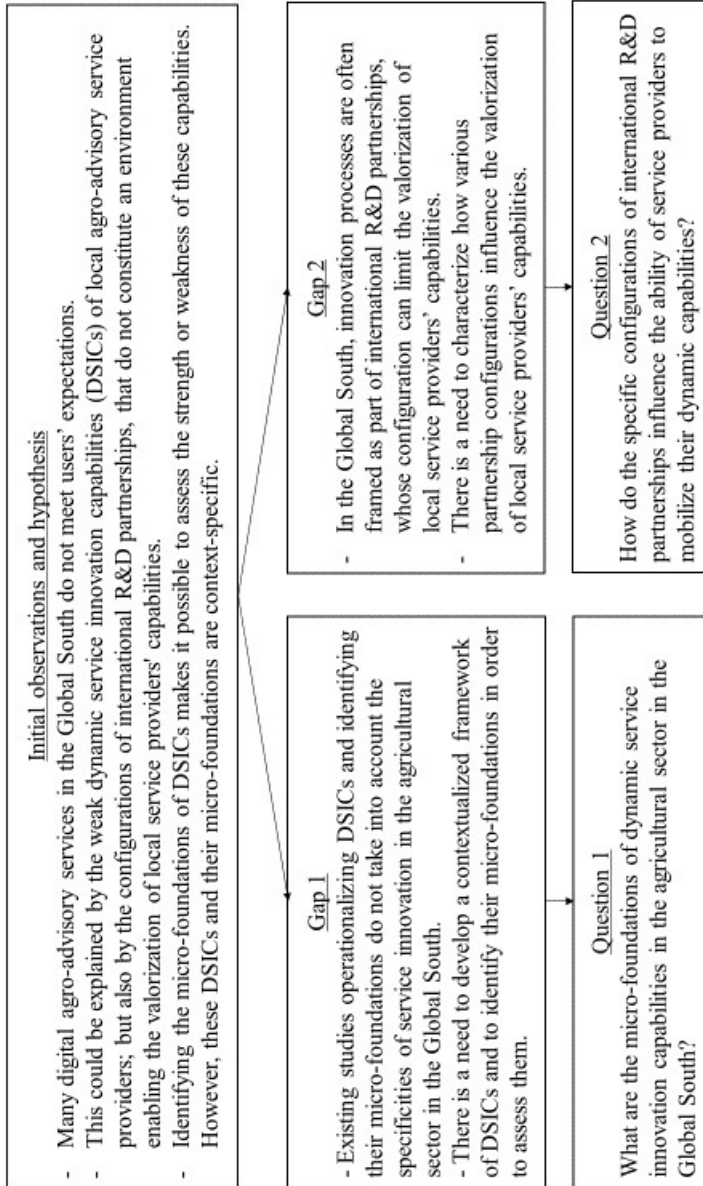 Initial observations and hypothesis
- Many digital agro-advisory services in the Global South do not meet users' expectations.
- This could be explained by the weak dynamic service innovation capabilities (DSICs) of local agro-advisory service
providers; but also by the configurations of international R&D partnerships, that do not constitute an environment
enabling the valorization of local service providers' capabilities.
- Identifying the micro-foundations of DSICs makes it possible to assess the strength or weakness of these capabilities.
However, these DSICs and their micro-foundations are context-specific.
Gap 1
- Existing studies operationalizing DSICs and identifying
their micro-foundations do not take into account the
specificities of service innovation in the agricultural
sector in the Global South.
- There is a need to develop a contextualized framework
of DSICs and to identify their micro-foundations in order
to assess them.
Gap 2
- In the Global South, innovation processes are often
framed as part of international R&D partnerships,
whose configuration can limit the valorization of
local service providers' capabilities.
- There is a need to characterize how various
partnership configurations influence the valorization
of local service providers' capabilities.
Question 1
What are the micro-foundations of dynamic service
innovation capabilities in the agricultural sector in the
Global South?
Question 2
How do the specific configurations of international R&D
partnerships influence the ability of service providers to
mobilize their dynamic capabilities?